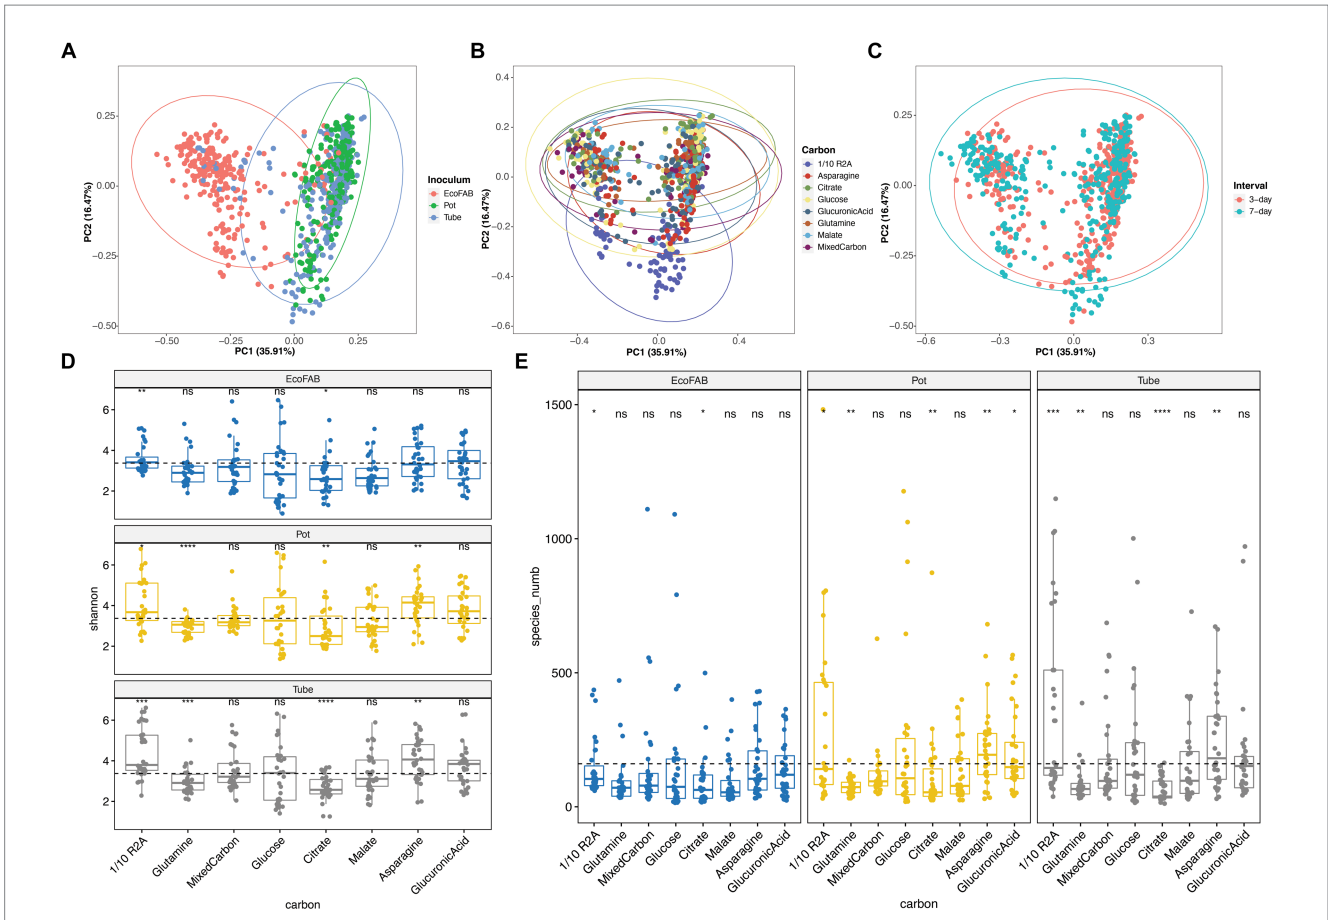 A
0.25
0.00
−0.25
−0.50
PC2 (16.47%)
−0.50
−0.25
0.00
0.25
PC1 (35.91%)
Inoculum
EcoFAB
Pot
Tube
B
0.4
0.2
0.0
−0.2
−0.4
−0.6
PC2 (16.47%)
−0.4
0.0
0.4
PC1 (35.91%)
Carbon
1/10 R2A
Asparagine
Citrate
Glucose
GlucuronicAcid
Glutamine
Malate
MixedCarbon
C
0.25
0.00
−0.25
−0.50
PC2 (16.47%)
−0.6
−0.3
0.0
0.3
PC1 (35.91%)
Interval
3−day
7−day
D
EcoFAB
** ns ns ns * ns ns ns
6
4
2
Pot
* **** ns ns ** ns ** ns
6
4
2
shannon
Tube
*** *** ns ns **** ns ** ns
6
4
2
1/10 R2A
Glutamine
MixedCarbon
Glucose
Citrate
Malate
Asparagine
GlucuronicAcid
carbon
E
EcoFAB
Pot
Tube
* ns ns ns * ns ns ns
* ** ns ns ** ns ** *
*** ** ns ns **** ns ** ns
1500
1000
500
0
species_numb
1/10 R2A
Glutamine
MixedCarbon
Glucose
Citrate
Malate
Asparagine
GlucuronicAcid
1/10 R2A
Glutamine
MixedCarbon
Glucose
Citrate
Malate
Asparagine
GlucuronicAcid
1/10 R2A
Glutamine
MixedCarbon
Glucose
Citrate
Malate
Asparagine
GlucuronicAcid
carbon